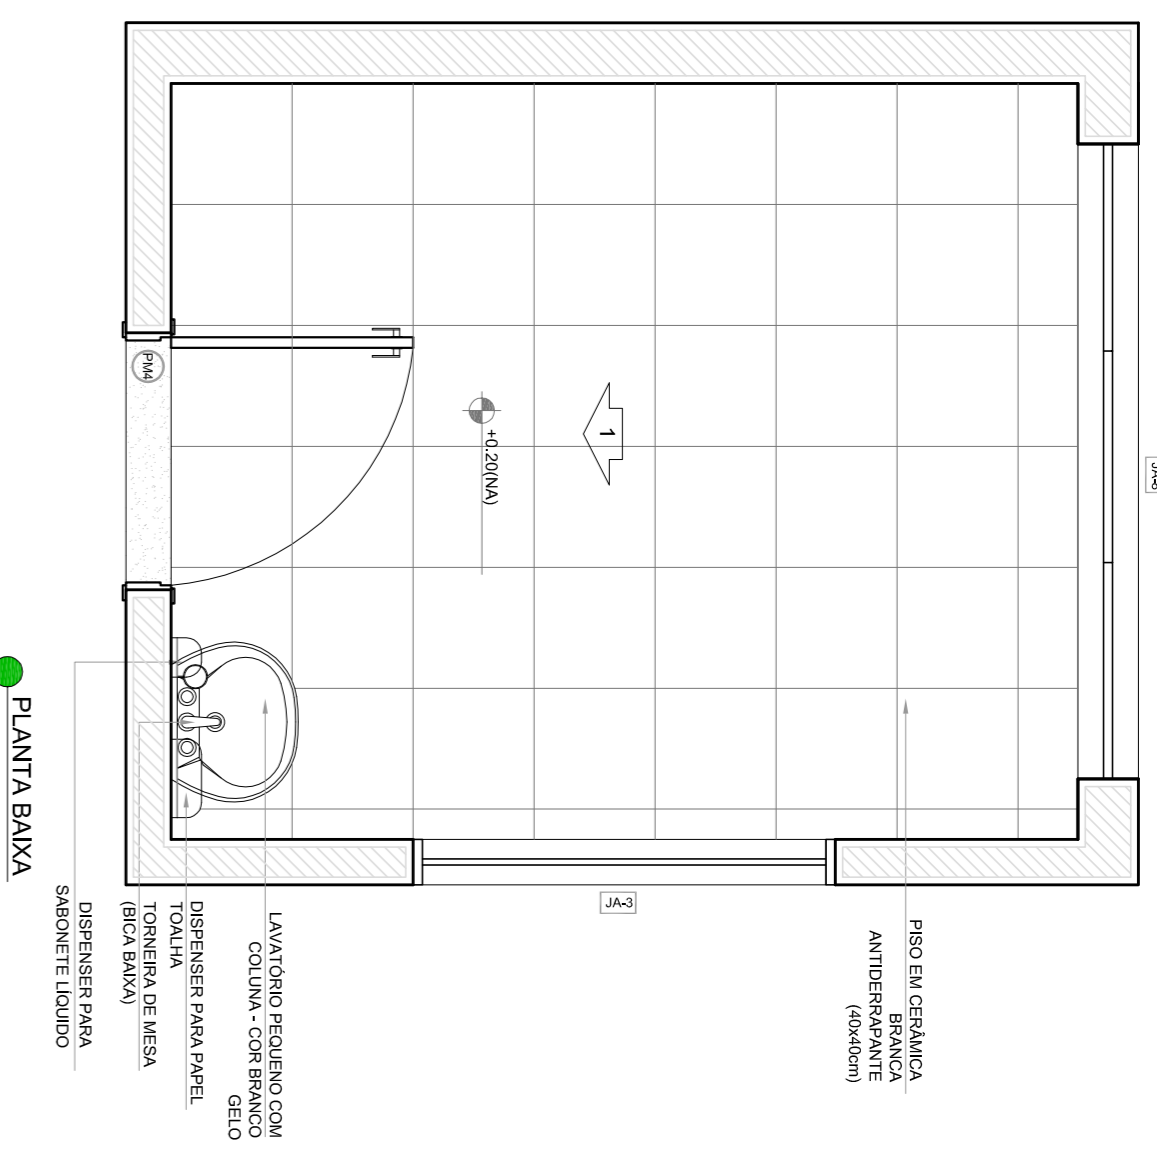 PM4
+0.20(NA)
1
JA-3
PISO EM CERÂMICA
BRANCA
ANTIDERRAPANTE
(40x40cm)
LAVATÓRIO PEQUENO COM
COLUNA - COR BRANCO
GELO
DISPENSER PARA PAPEL
TOALHA
TORNEIRA DE MESA
(BICA BAIXA)
DISPENSER PARA
SABONETE LÍQUIDO
PLANTA BAIXA